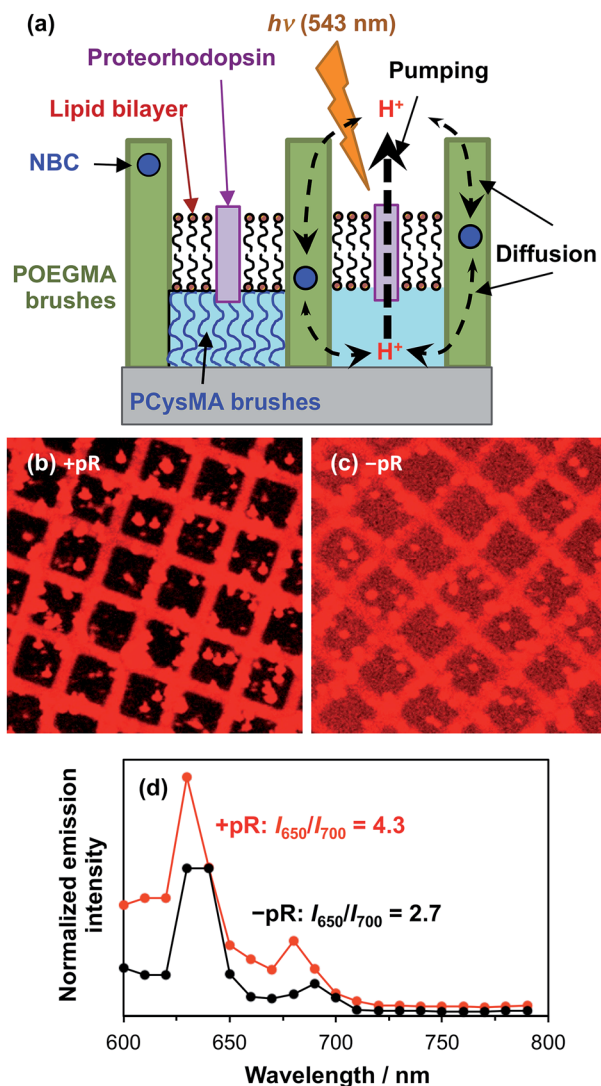 (a)
hν (543 nm)
Proteorhodopsin
Pumping
Lipid bilayer
H⁺
NBC
POEGMA
brushes
Diffusion
H⁺
PCysMA brushes
(b) +pR
(c) −pR
(d)
+pR: I₆₅₀/I₇₀₀ = 4.3
−pR: I₆₅₀/I₇₀₀ = 2.7
Normalized emission
intensity
600 650 700 750 800
Wavelength / nm